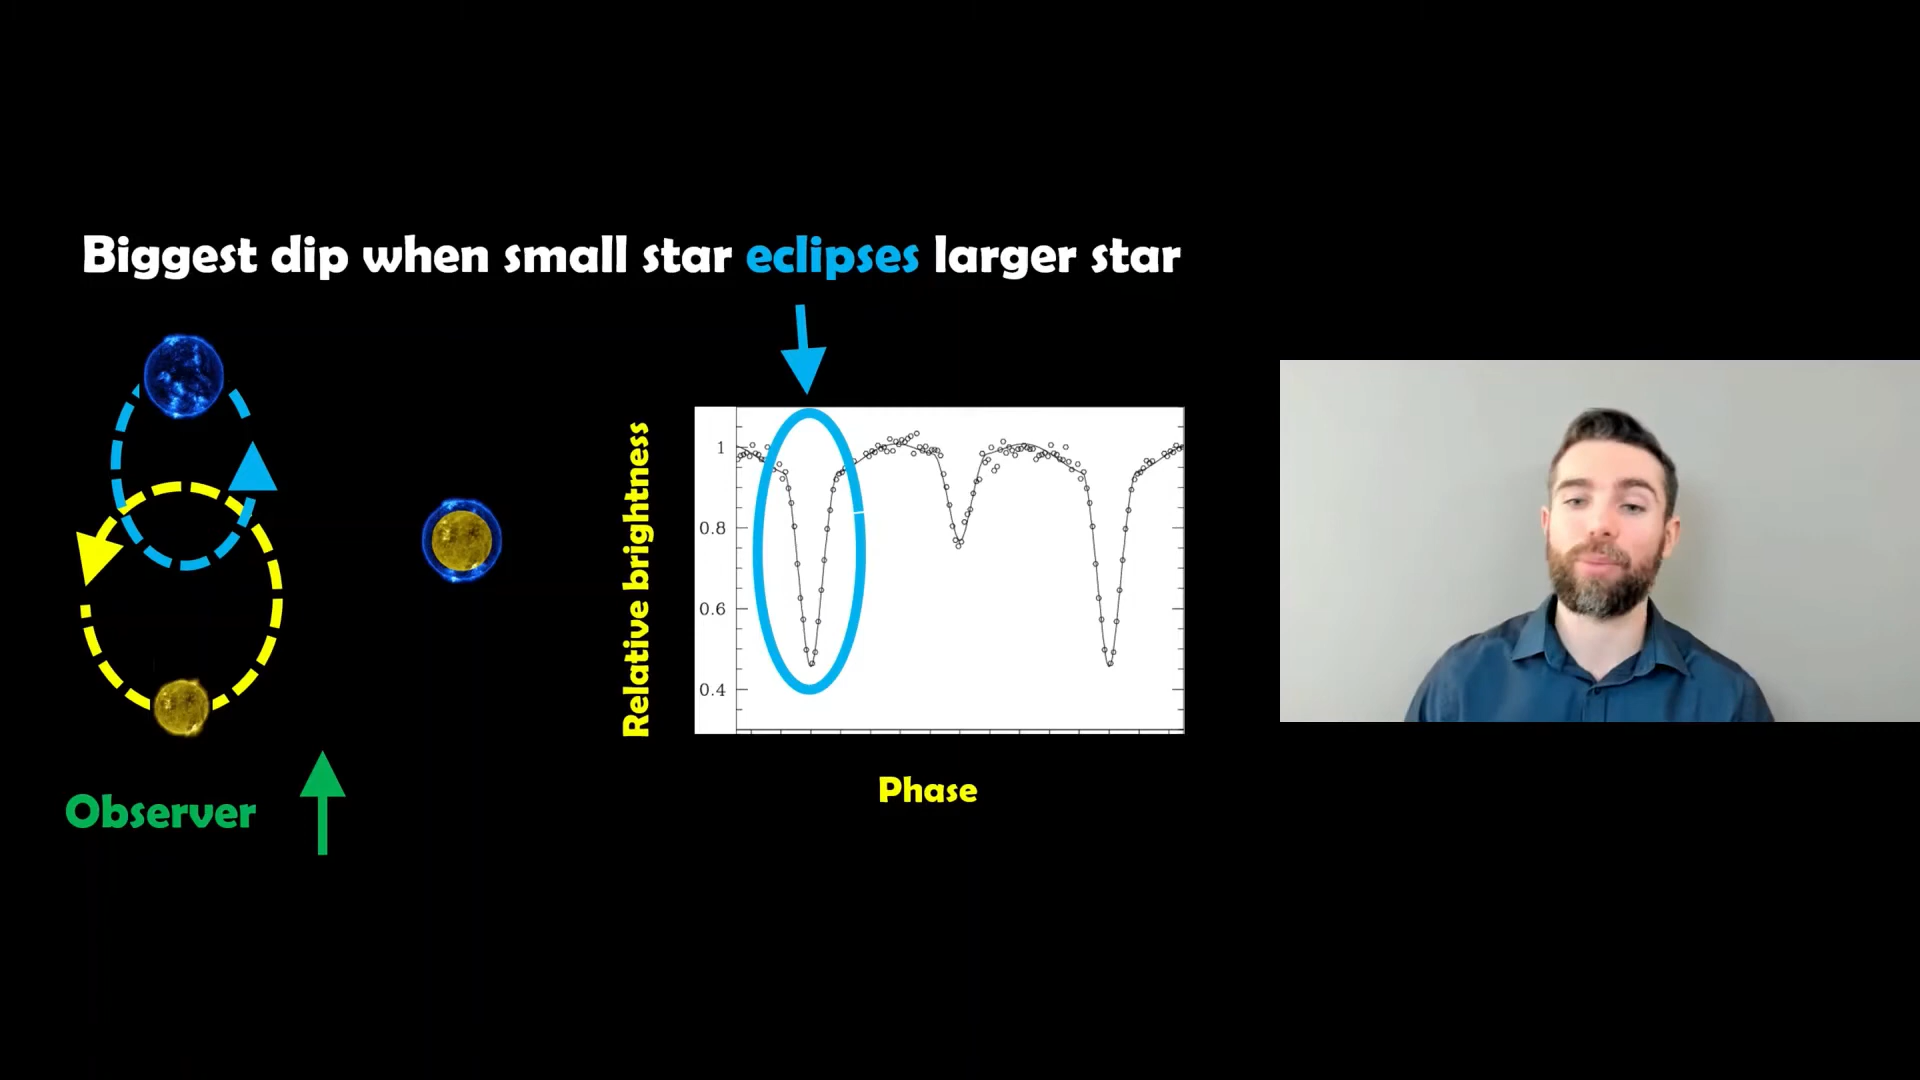 Biggest dip when small star eclipses larger star
Relative brightness
1
0.8
0.6
0.4
Phase
Observer